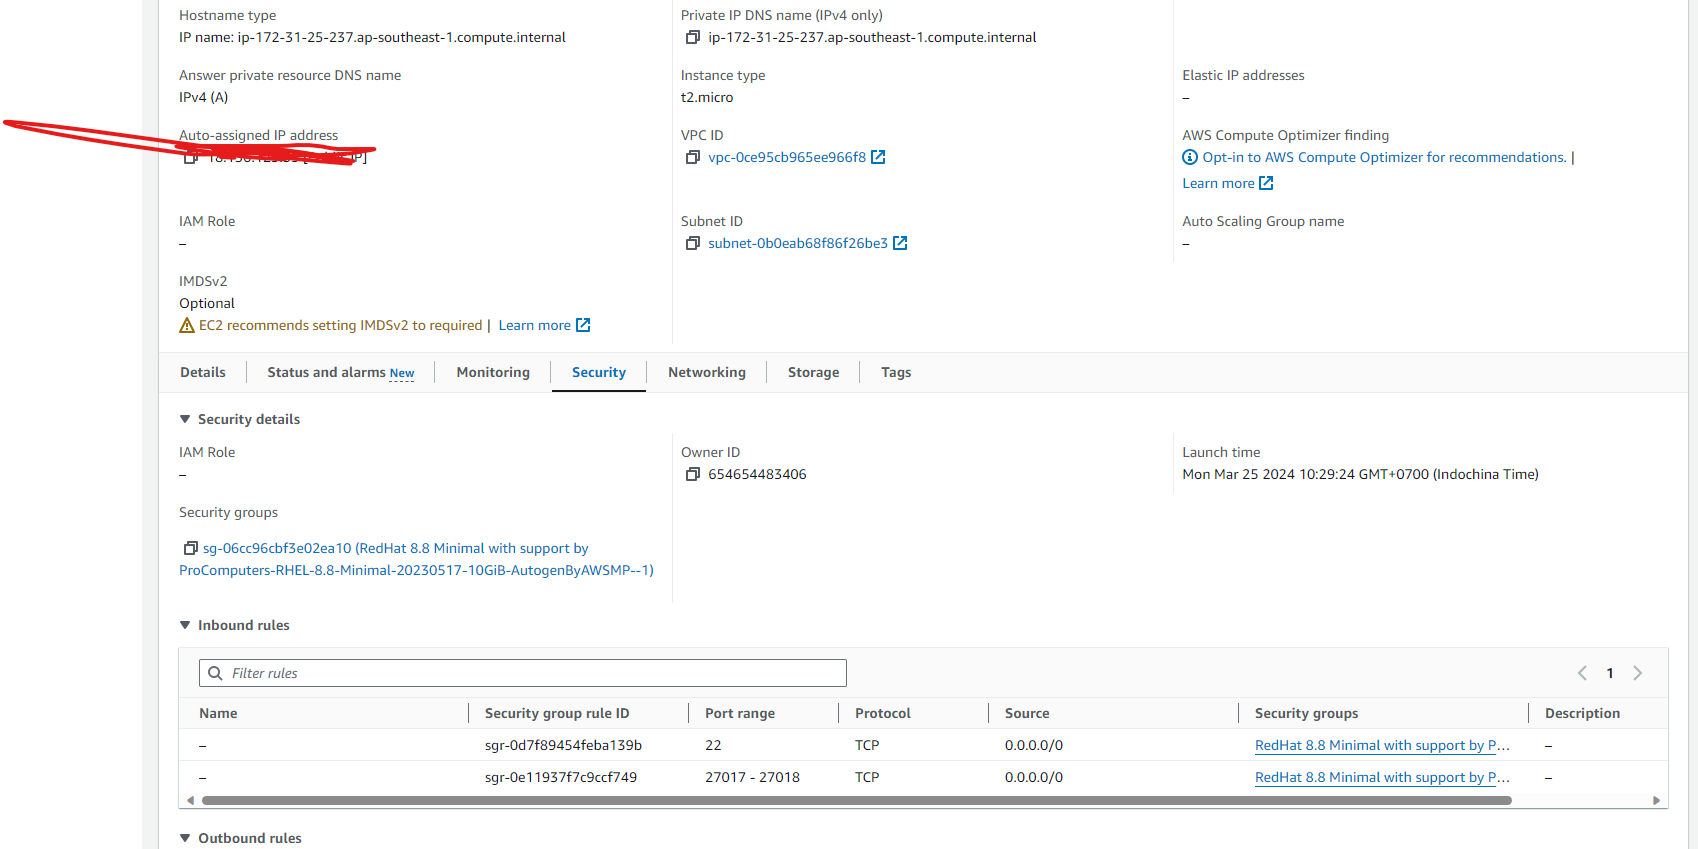 Hostname type
IP name: ip-172-31-25-237.ap-southeast-1.compute.internal
Private IP DNS name (IPv4 only)
ip-172-31-25-237.ap-southeast-1.compute.internal
Answer private resource DNS name
IPv4 (A)
Instance type
t2.micro
Elastic IP addresses
–
Auto-assigned IP address
VPC ID
vpc-0ce95cb965ee966f8
AWS Compute Optimizer finding
Opt-in to AWS Compute Optimizer for recommendations. |
Learn more
IAM Role
–
Subnet ID
subnet-0b0eab68f86f26be3
Auto Scaling Group name
–
IMDSv2
Optional
EC2 recommends setting IMDSv2 to required | Learn more
Details
Status and alarms New
Monitoring
Security
Networking
Storage
Tags
Security details
IAM Role
–
Owner ID
654654483406
Launch time
Mon Mar 25 2024 10:29:24 GMT+0700 (Indochina Time)
Security groups
sg-06cc96cbf3e02ea10 (RedHat 8.8 Minimal with support by
ProComputers-RHEL-8.8-Minimal-20230517-10GiB-AutogenByAWSMP--1)
Inbound rules
Filter rules
1
Name Security group rule ID Port range Protocol Source Security groups Description
– sgr-0d7f89454feba139b 22 TCP 0.0.0.0/0 RedHat 8.8 Minimal with support by P... –
– sgr-0e11937f7c9ccf749 27017 - 27018 TCP 0.0.0.0/0 RedHat 8.8 Minimal with support by P... –
Outbound rules